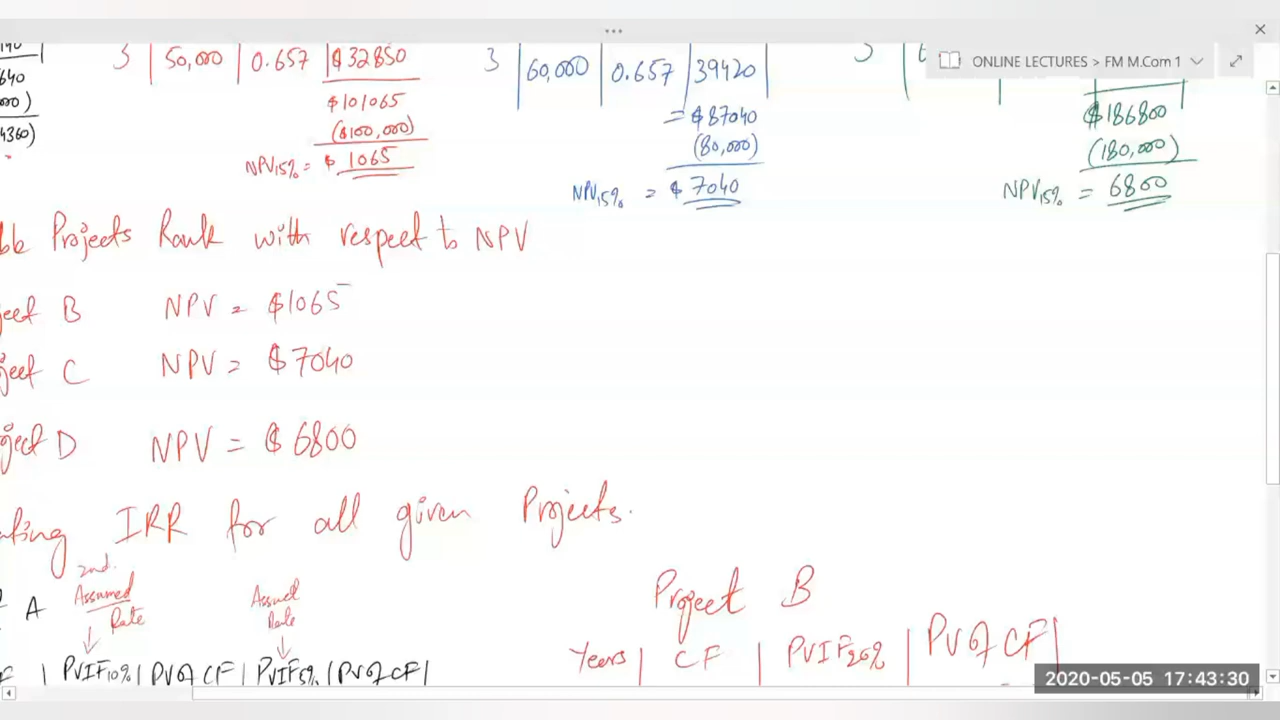 ONLINE LECTURES > FM M.Com 1
640
3 50,000 0.657 $32850
$101065
($100,000)
NPV15% = $ 1065
3 60,000 0.657 39420
= $87040
(80,000)
NPV15% = $ 7040
$186800
(180,000)
NPV15% = 6800
Projects Rank with respect to NPV
B NPV = $1065
C NPV = $7040
D NPV = $6800
IRR for all given Projects.
A
2nd. Assumed Rate
Assumed Rate
PVIF10% PV of CF PVIF5% PV of CF
Project B
Years CF PVIF20% PV of CF
2020-05-05 17:43:30